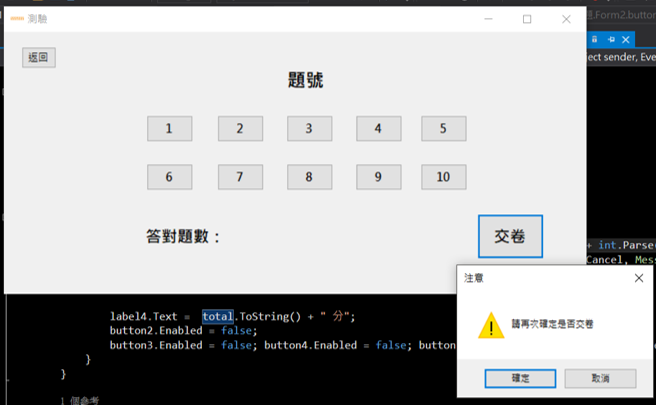 測驗
題.Form2.button
返回
ject sender, Eve
題號
1 2 3 4 5
6 7 8 9 10
答對題數：
交卷
+ int.Parse(
Cancel, Mess
注意
請再次確定是否交卷
確定 取消
label4.Text = total.ToString() + " 分";
button2.Enabled = false;
button3.Enabled = false; button4.Enabled = false; button
}
}
1 個參考